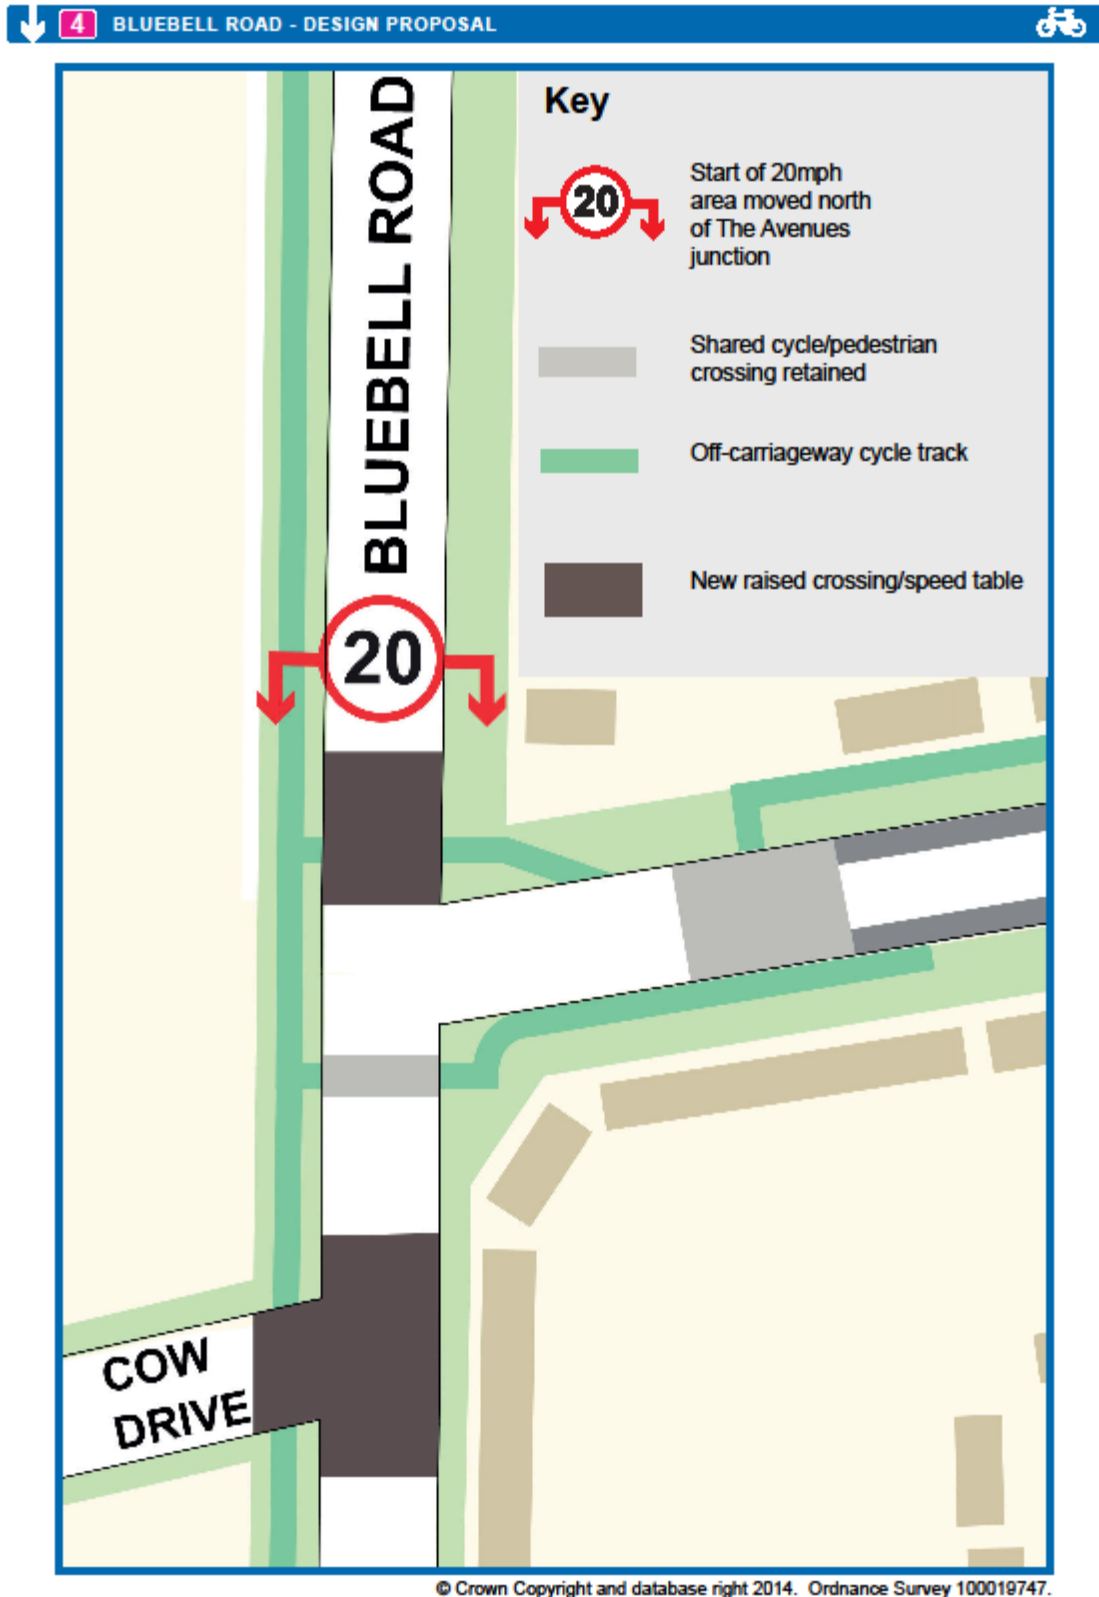 4 BLUEBELL ROAD - DESIGN PROPOSAL
BLUEBELL ROAD
Key
20
Start of 20mph
area moved north
of The Avenues
junction
Shared cycle/pedestrian
crossing retained
Off-carriageway cycle track
New raised crossing/speed table
20
COW
DRIVE
© Crown Copyright and database right 2014. Ordnance Survey 100019747.